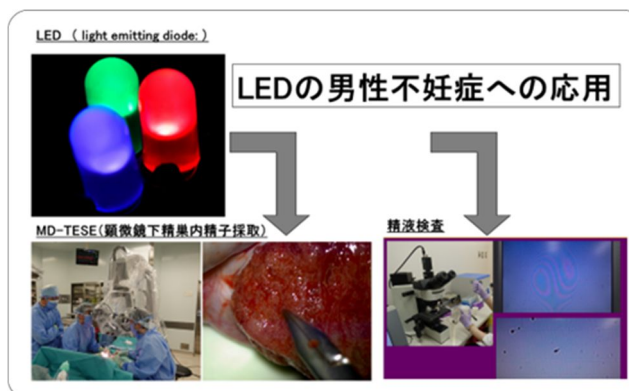 LED （ light emitting diode: ）
LEDの男性不妊症への応用
MD-TESE(顕微鏡下精巣内精子採取)
精液検査